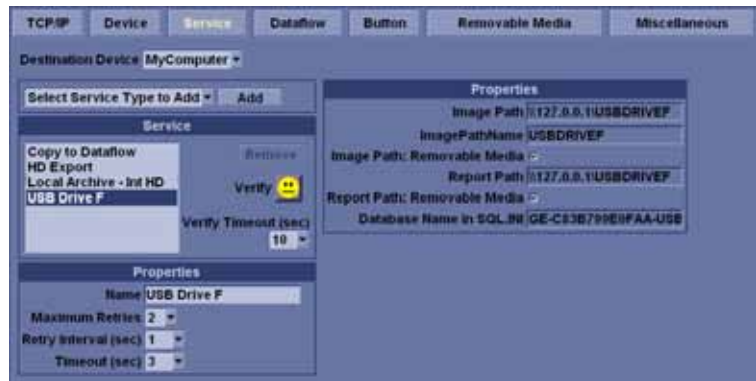 TCP/IP Device Service Dataflow Button Removable Media Miscellaneous
Destination Device MyComputer
Select Service Type to Add Add
Service
Copy to Dataflow
HD Export
Local Archive - Int HD
USB Drive F
Remove
Verify
Verify Timeout (sec)
10
Properties
Name USB Drive F
Maximum Retries 2
Retry Interval (sec) 1
Timeout (sec) 3
Properties
Image Path \\127.0.0.1\USBDRIVEF
ImagePathName USBDRIVEF
Image Path: Removable Media
Report Path \\127.0.0.1\USBDRIVEF
Report Path: Removable Media
Database Name in SQL.INI